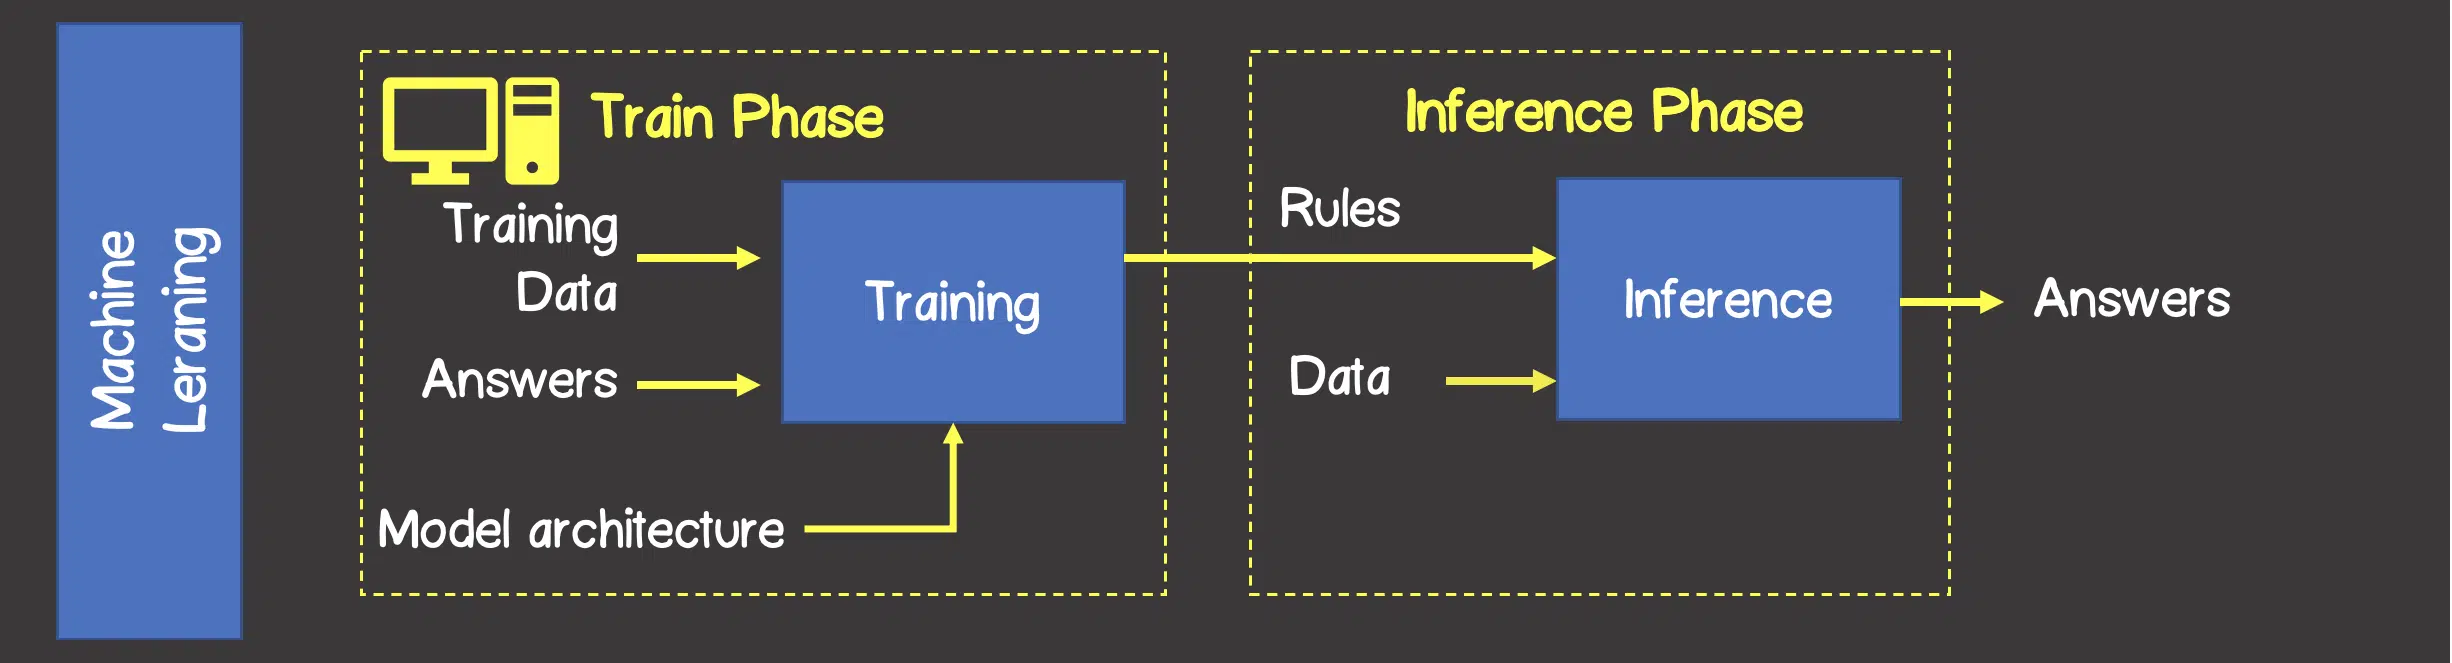 Machine
Leraning
Train Phase
Training
Data
Answers
Model architecture
Training
Inference Phase
Rules
Data
Inference
Answers